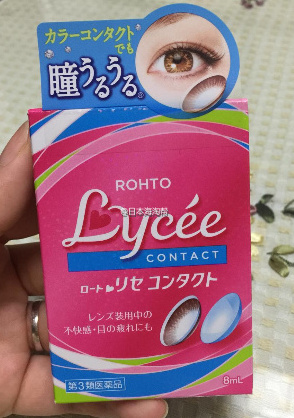 カラーコンタクト
でも
瞳うるうる®
ROHTO
Lycée
CONTACT
ロート リセ コンタクト
レンズ装用中の
不快感・目の疲れにも
第3類医薬品
8mL